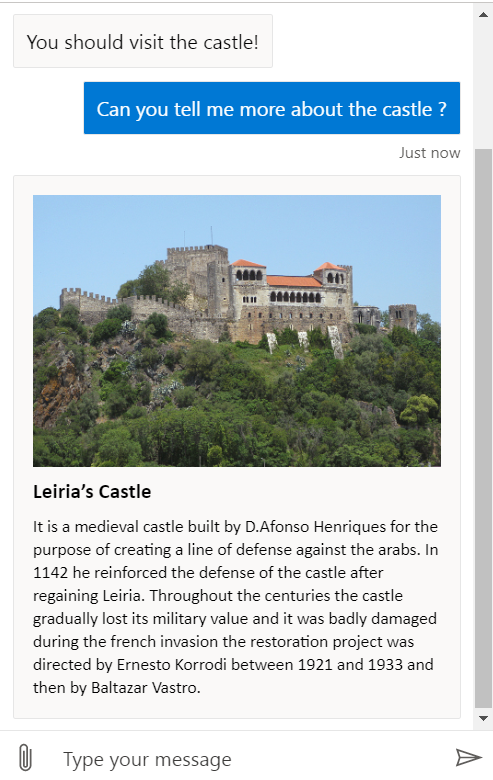 You should visit the castle!
Can you tell me more about the castle ?
Just now
Leiria’s Castle
It is a medieval castle built by D.Afonso Henriques for the
purpose of creating a line of defense against the arabs. In
1142 he reinforced the defense of the castle after
regaining Leiria. Throughout the centuries the castle
gradually lost its military value and it was badly damaged
during the french invasion the restoration project was
directed by Ernesto Korrodi between 1921 and 1933 and
then by Baltazar Vastro.
Type your message